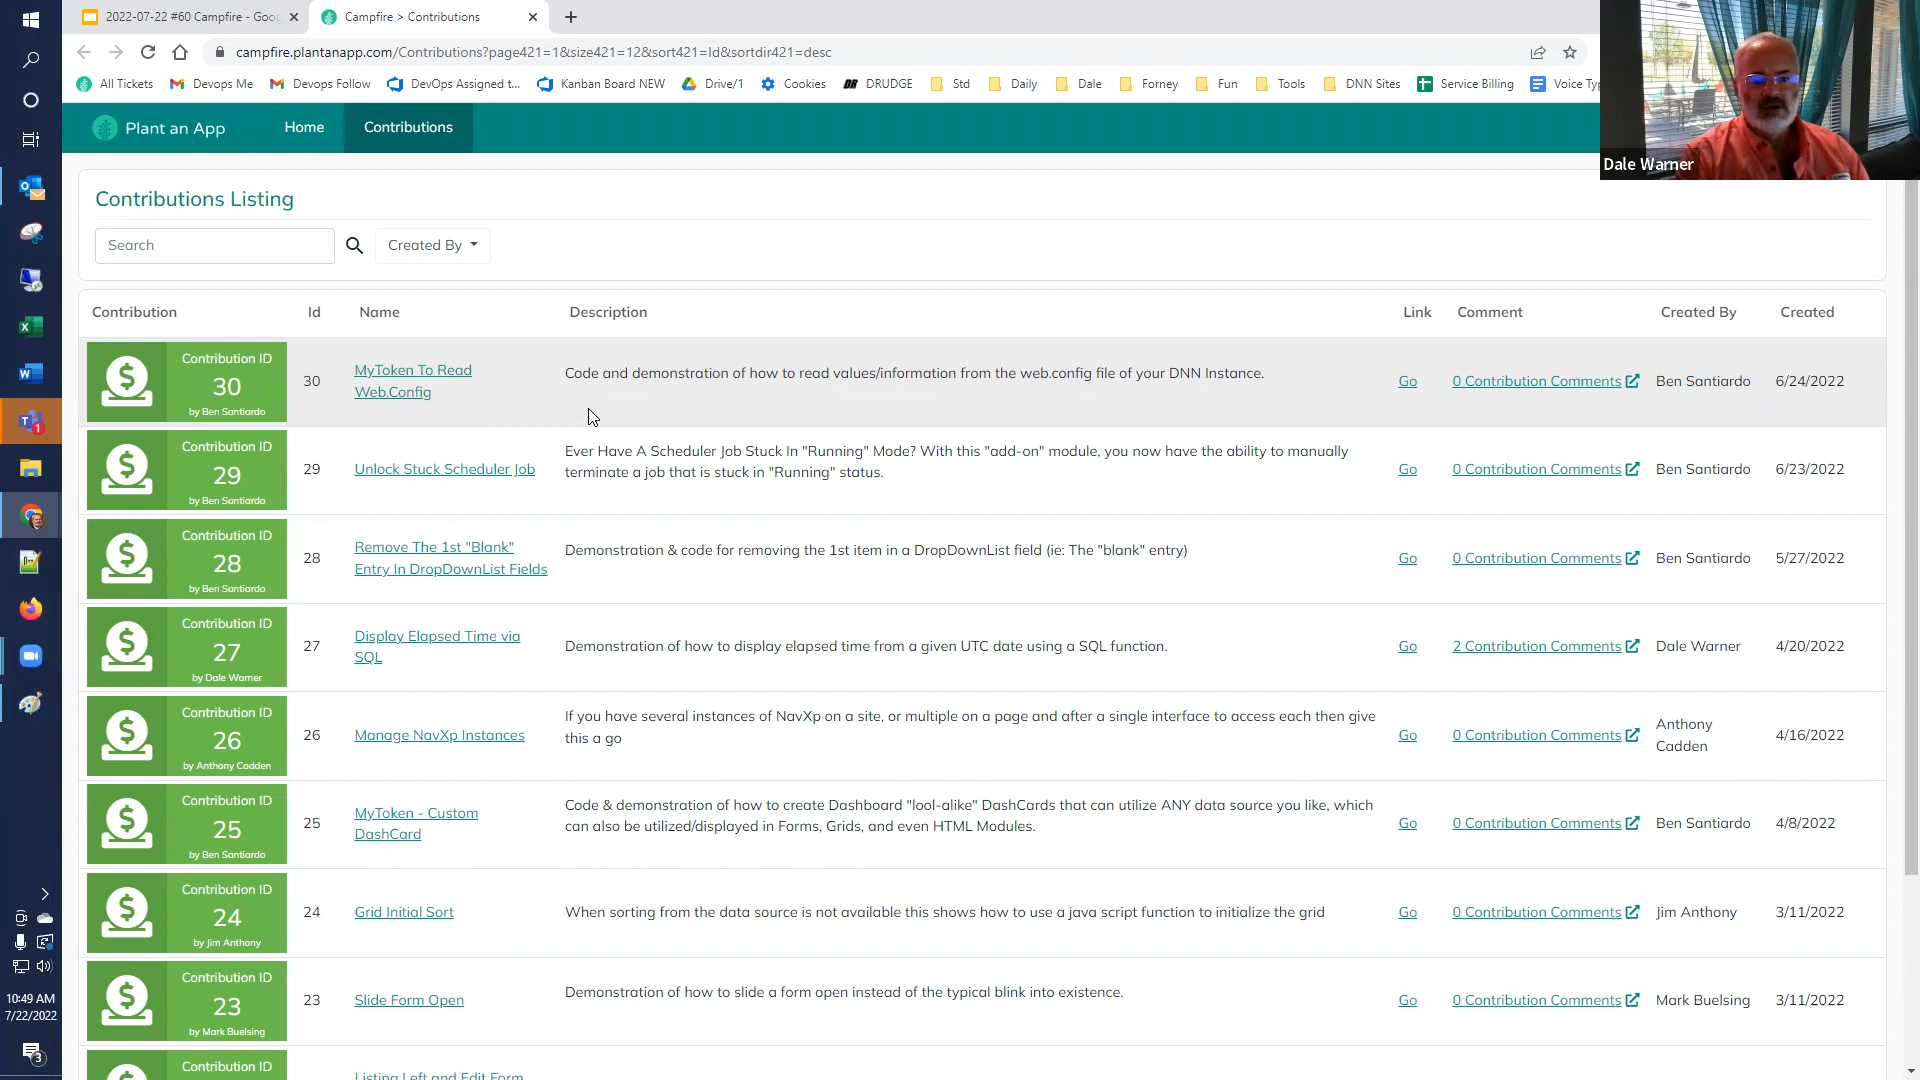 2022-07-22 #60 Campfire - Goo
Campfire > Contributions
campfire.plantanapp.com/Contributions?page421=1&size421=12&sort421=Id&sortdir421=desc
All Tickets
Devops Me
Devops Follow
DevOps Assigned t...
Kanban Board NEW
Drive/1
Cookies
DRUDGE
Std
Daily
Dale
Forney
Fun
Tools
DNN Sites
Service Billing
Voice Typ
Plant an App
Home
Contributions
Dale Warner
Contributions Listing
Search
Created By
Contribution Id Name Description Link Comment Created By Created
Contribution ID
30
by Ben Santiardo
30
MyToken To Read
Web.Config
Code and demonstration of how to read values/information from the web.config file of your DNN Instance.
Go
0 Contribution Comments
Ben Santiardo
6/24/2022
Contribution ID
29
by Ben Santiardo
29
Unlock Stuck Scheduler Job
Ever Have A Scheduler Job Stuck In "Running" Mode? With this "add-on" module, you now have the ability to manually
terminate a job that is stuck in "Running" status.
Go
0 Contribution Comments
Ben Santiardo
6/23/2022
Contribution ID
28
by Ben Santiardo
28
Remove The 1st "Blank"
Entry In DropDownList Fields
Demonstration & code for removing the 1st item in a DropDownList field (ie: The "blank" entry)
Go
0 Contribution Comments
Ben Santiardo
5/27/2022
Contribution ID
27
by Dale Warner
27
Display Elapsed Time via
SQL
Demonstration of how to display elapsed time from a given UTC date using a SQL function.
Go
2 Contribution Comments
Dale Warner
4/20/2022
Contribution ID
26
by Anthony Cadden
26
Manage NavXp Instances
If you have several instances of NavXp on a site, or multiple on a page and after a single interface to access each then give
this a go
Go
0 Contribution Comments
Anthony
Cadden
4/16/2022
Contribution ID
25
by Ben Santiardo
25
MyToken - Custom
DashCard
Code & demonstration of how to create Dashboard "lool-alike" DashCards that can utilize ANY data source you like, which
can also be utilized/displayed in Forms, Grids, and even HTML Modules.
Go
0 Contribution Comments
Ben Santiardo
4/8/2022
Contribution ID
24
by Jim Anthony
24
Grid Initial Sort
When sorting from the data source is not available this shows how to use a java script function to initialize the grid
Go
0 Contribution Comments
Jim Anthony
3/11/2022
Contribution ID
23
by Mark Buelsing
23
Slide Form Open
Demonstration of how to slide a form open instead of the typical blink into existence.
Go
0 Contribution Comments
Mark Buelsing
3/11/2022
Contribution ID
Listing Left and Edit Form
10:49 AM
7/22/2022
3